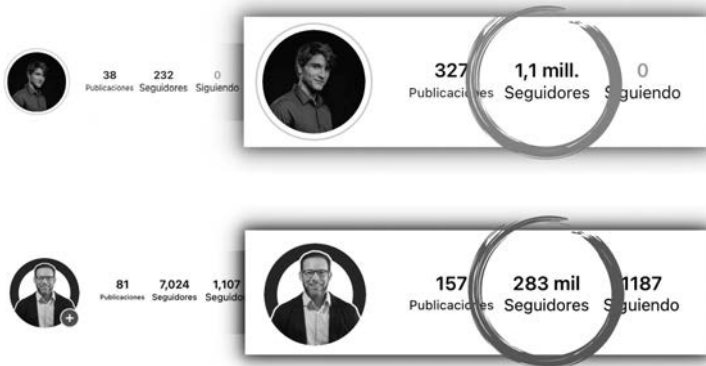 38 232 0
Publicaciones Seguidores Siguiendo
327 1,1 mill. 0
Publicaciones Seguidores Siguiendo
81 7,024 1,107
Publicaciones Seguidores Seguido
157 283 mil 1187
Publicaciones Seguidores Siguiendo